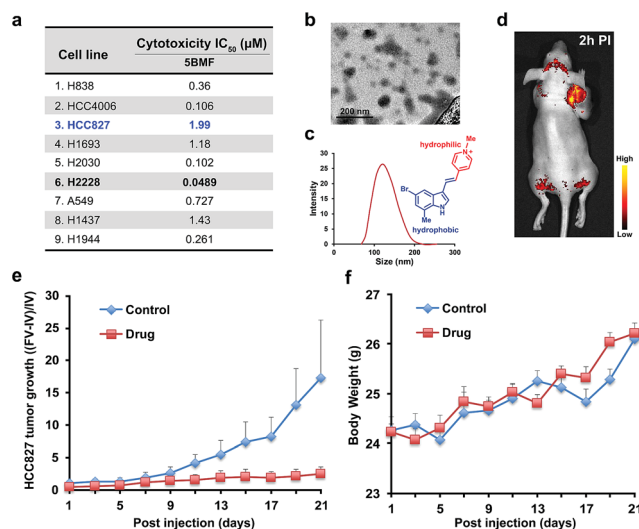 a
Cell line
Cytotoxicity IC50 (μM)
5BMF
1. H838 0.36
2. HCC4006 0.106
3. HCC827 1.99
4. H1693 1.18
5. H2030 0.102
6. H2228 0.0489
7. A549 0.727
8. H1437 1.43
9. H1944 0.261
b
200 nm
c
Intensity
30
25
20
15
10
5
0
0 100 200 300
Size (nm)
hydrophilic
Me
N+
Br
N
H
Me
hydrophobic
d
2h PI
High
Low
e
HCC827 tumor growth ((FV-IV)/IV)
30
25
20
15
10
5
0
Control
Drug
1 5 9 13 17 21
Post injection (days)
f
Body Weight (g)
27
26
25
24
23
Control
Drug
1 5 9 13 17 21
Post injection (days)